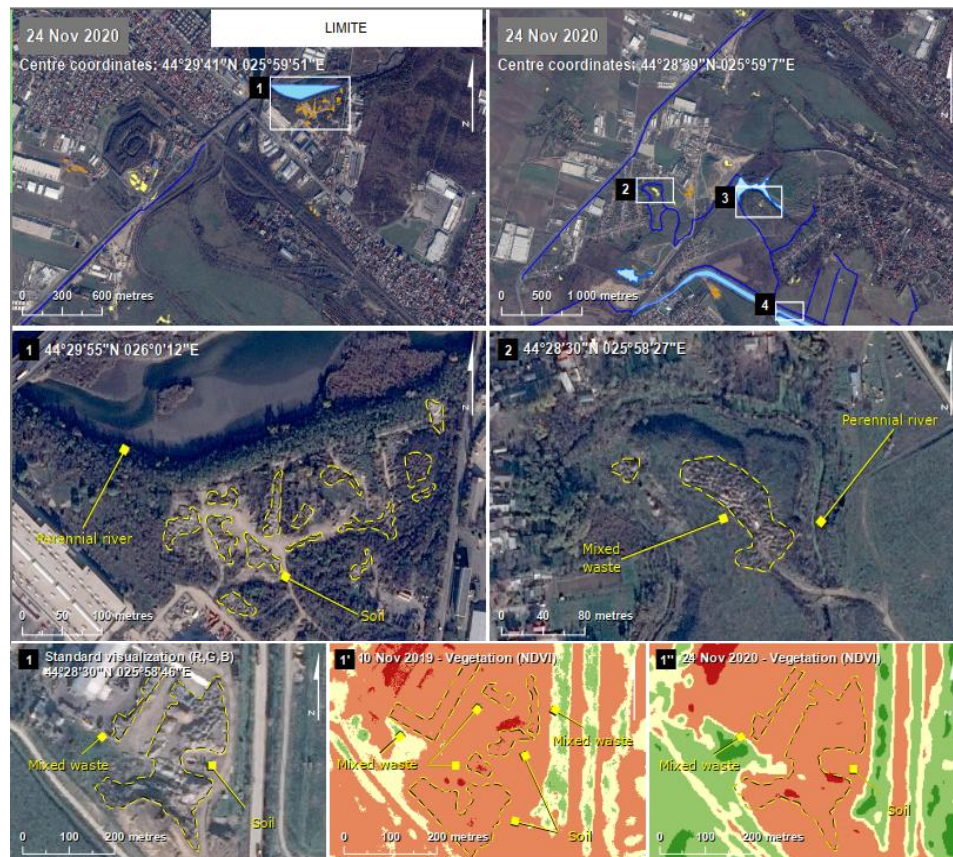 24 Nov 2020
LIMITE
Centre coordinates: 44°29'41"N 025°59'51"E
1
N
0 300 600 metres
24 Nov 2020
Centre coordinates: 44°28'39"N 025°59'7"E
2
3
4
N
0 500 1 000 metres
1 44°29'55"N 026°0'12"E
N
Perennial river
Soil
0 50 100 metres
2 44°28'30"N 025°58'27"E
N
Perennial river
Mixed
waste
0 40 80 metres
1 Standard visualization (R,G,B)
44°28'30"N 025°58'46"E
N
Mixed waste
Soil
0 100 200 metres
1' 40 Nov 2019 - Vegetation (NDVI)
Mixed waste
Mixed waste
Soil
0 100 200 metres
1" 24 Nov 2020 - Vegetation (NDVI)
N
Mixed waste
Soil
0 100 200 metres